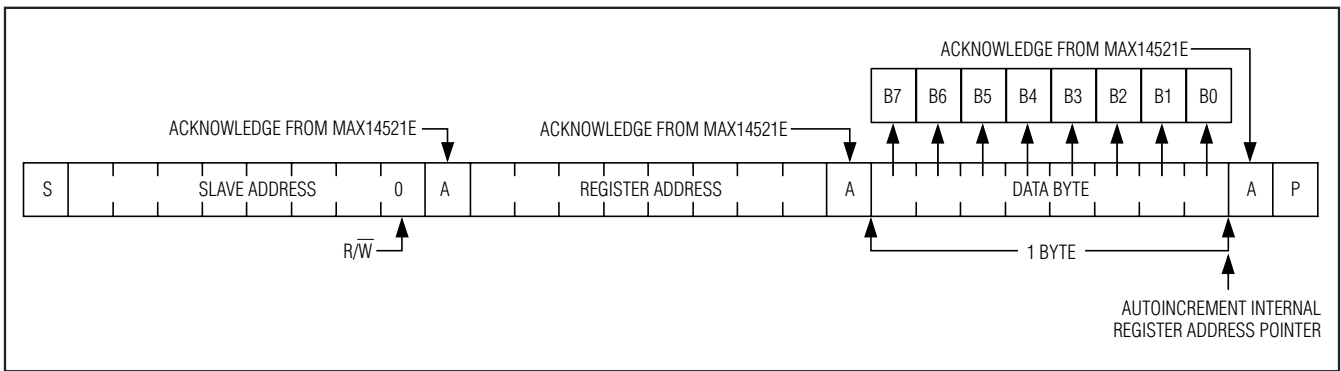 ACKNOWLEDGE FROM MAX14521E
B7 B6 B5 B4 B3 B2 B1 B0
ACKNOWLEDGE FROM MAX14521E ACKNOWLEDGE FROM MAX14521E
S SLAVE ADDRESS 0 A REGISTER ADDRESS A DATA BYTE A P
R/W̅ 1 BYTE
AUTOINCREMENT INTERNAL
REGISTER ADDRESS POINTER